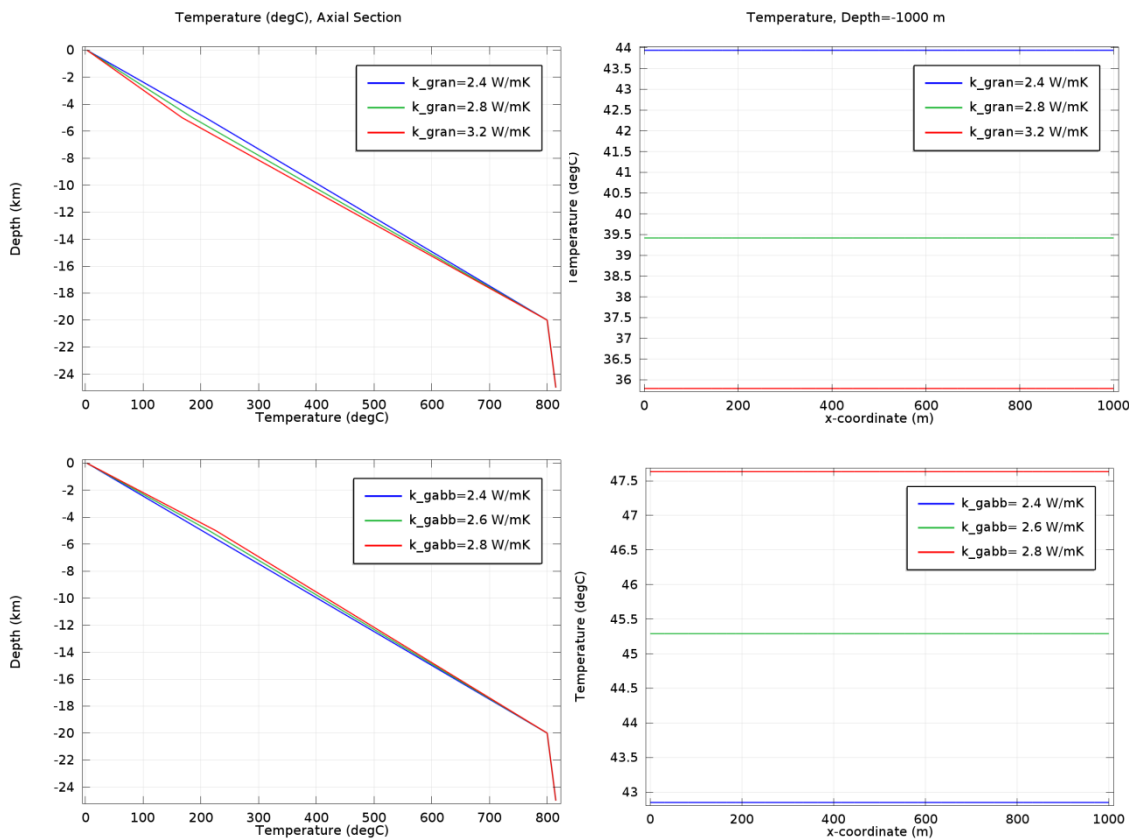 Temperature (degC), Axial Section
0
-2
-4
-6
-8
-10
-12
-14
-16
-18
-20
-22
-24
Depth (km)
k_gran=2.4 W/mK
k_gran=2.8 W/mK
k_gran=3.2 W/mK
0 100 200 300 400 500 600 700 800
Temperature (degC)
Temperature, Depth=-1000 m
44
43.5
43
42.5
42
41.5
41
40.5
40
39.5
39
38.5
38
37.5
37
36.5
36
Temperature (degC)
k_gran=2.4 W/mK
k_gran=2.8 W/mK
k_gran=3.2 W/mK
0 200 400 600 800 1000
x-coordinate (m)
0
-2
-4
-6
-8
-10
-12
-14
-16
-18
-20
-22
-24
Depth (km)
k_gabb=2.4 W/mK
k_gabb=2.6 W/mK
k_gabb=2.8 W/mK
0 100 200 300 400 500 600 700 800
Temperature (degC)
47.5
47
46.5
46
45.5
45
44.5
44
43.5
43
Temperature (degC)
k_gabb= 2.4 W/mK
k_gabb= 2.6 W/mK
k_gabb= 2.8 W/mK
0 200 400 600 800 1000
x-coordinate (m)